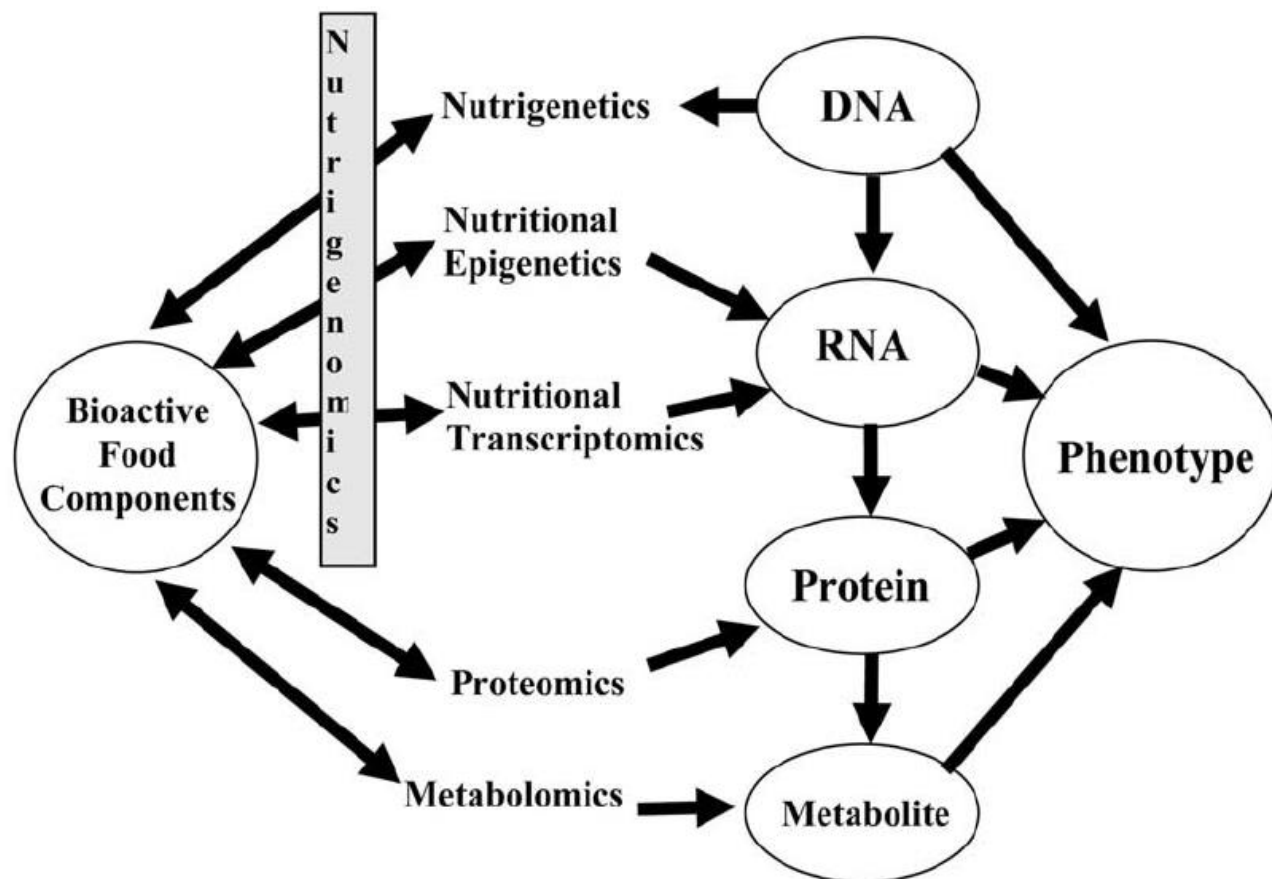 Nutrigenomics
Nutrigenetics
DNA
Nutritional
Epigenetics
RNA
Bioactive
Food
Components
Nutritional
Transcriptomics
Phenotype
Protein
Proteomics
Metabolomics
Metabolite